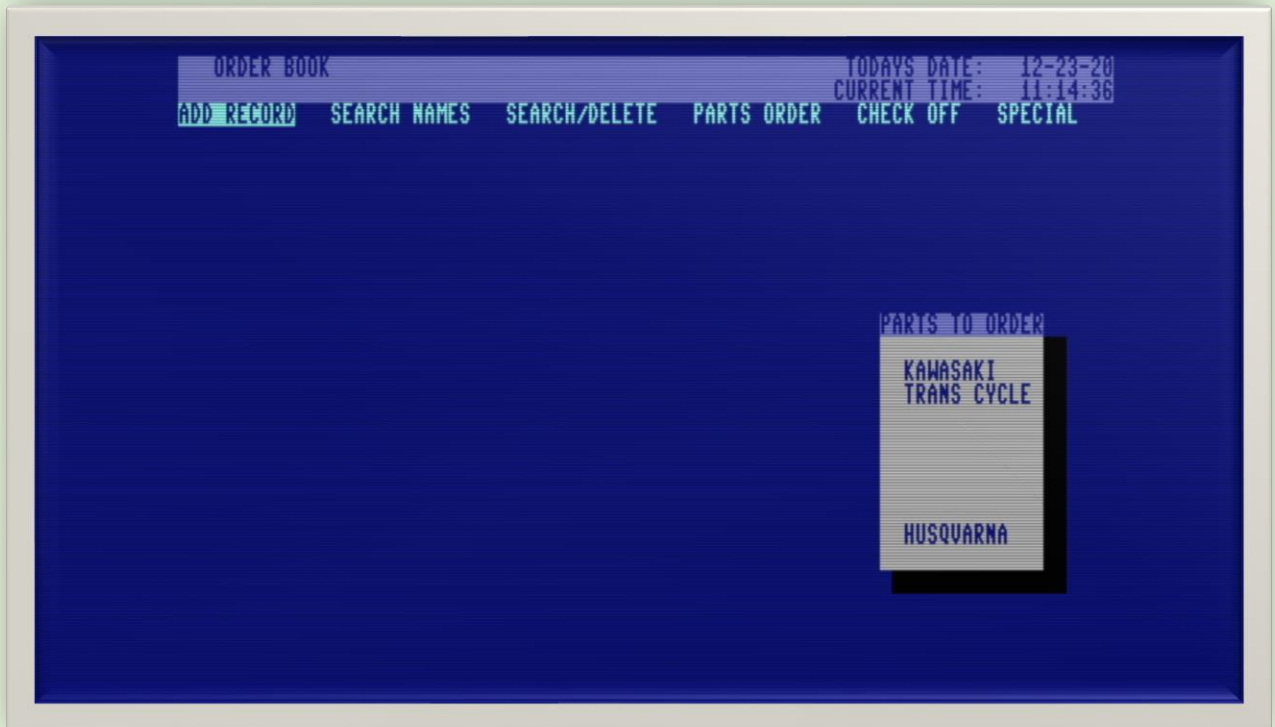 ORDER BOOK TODAYS DATE: 12-23-20
CURRENT TIME: 11:14:36
ADD RECORD SEARCH NAMES SEARCH/DELETE PARTS ORDER CHECK OFF SPECIAL
PARTS TO ORDER
KAWASAKI
TRANS CYCLE
HUSQVARNA